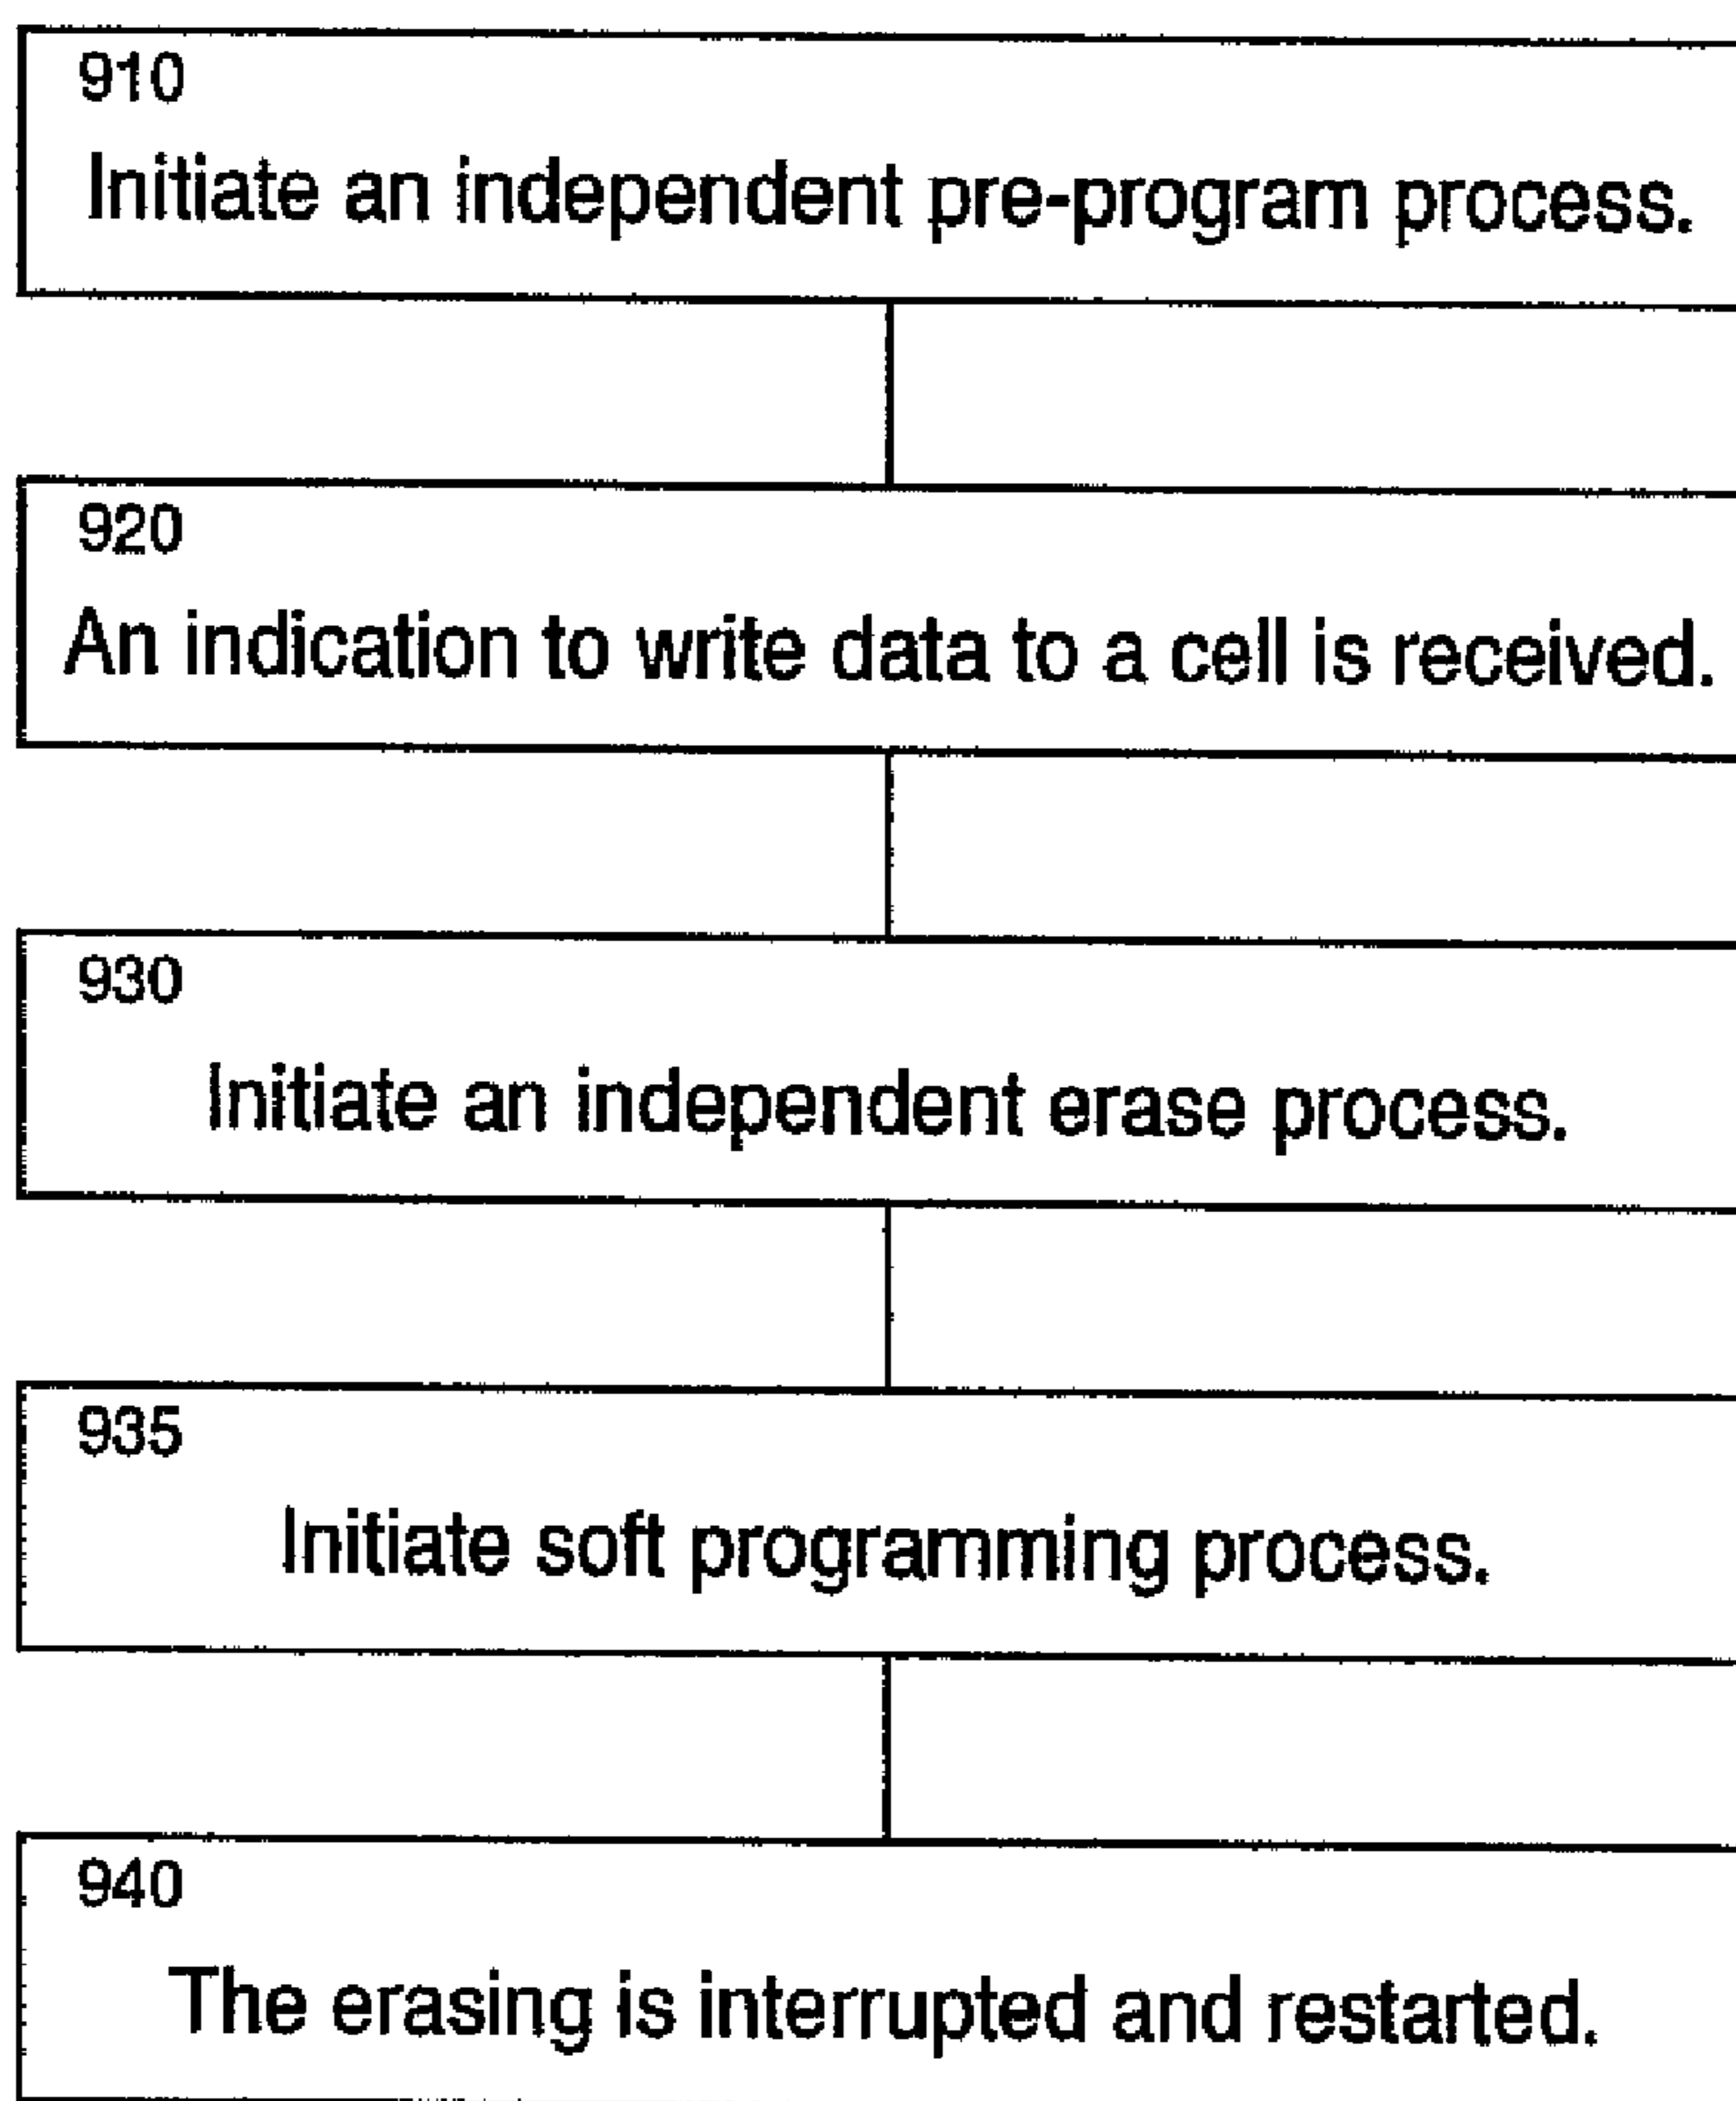 910
Initiate an independent pre-program process.
920
An indication to write data to a cell is received.
930
Initiate an independent erase process.
935
Initiate soft programming process.
940
The erasing is interrupted and restarted.